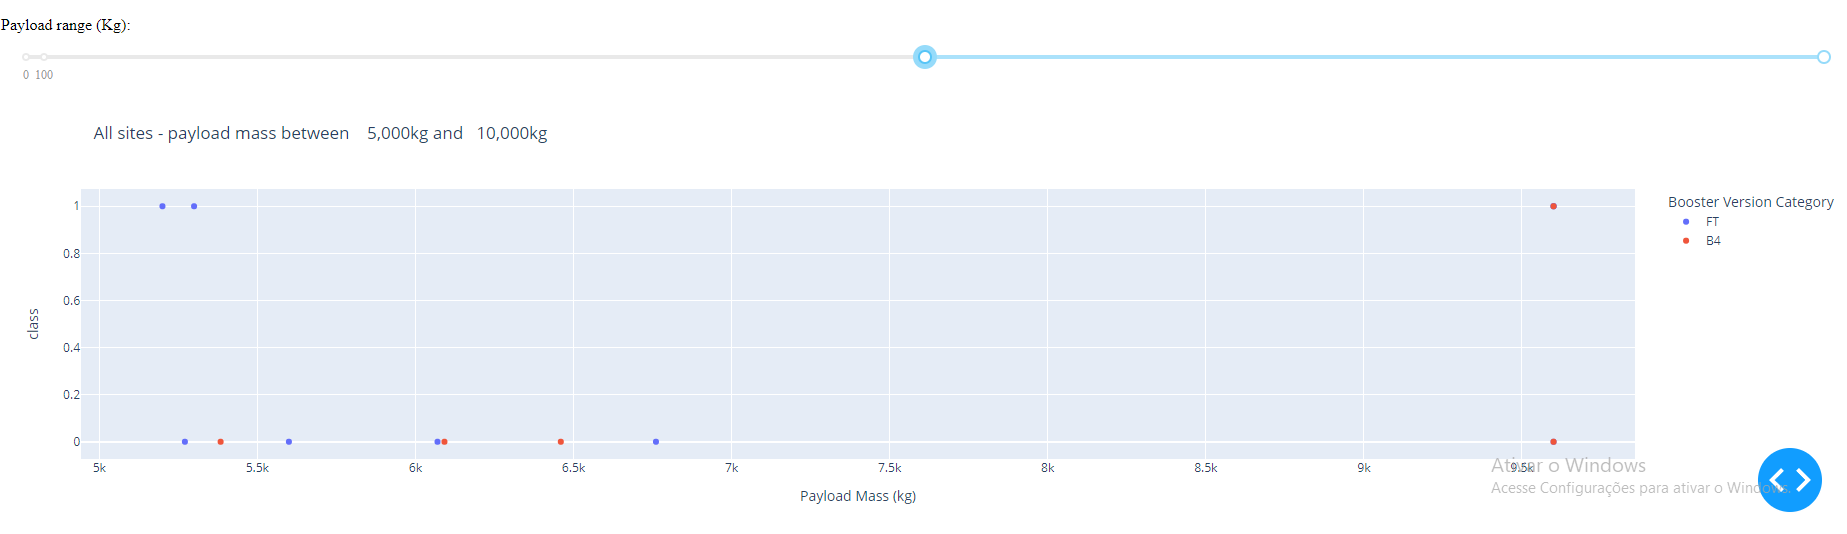 Payload range (Kg):
0 100
All sites - payload mass between 5,000kg and 10,000kg
Booster Version Category
FT
B4
1
0.8
0.6
0.4
0.2
0
class
5k 5.5k 6k 6.5k 7k 7.5k 8k 8.5k 9k 9.5k
Payload Mass (kg)
Ativar o Windows
Acesse Configurações para ativar o Windows.